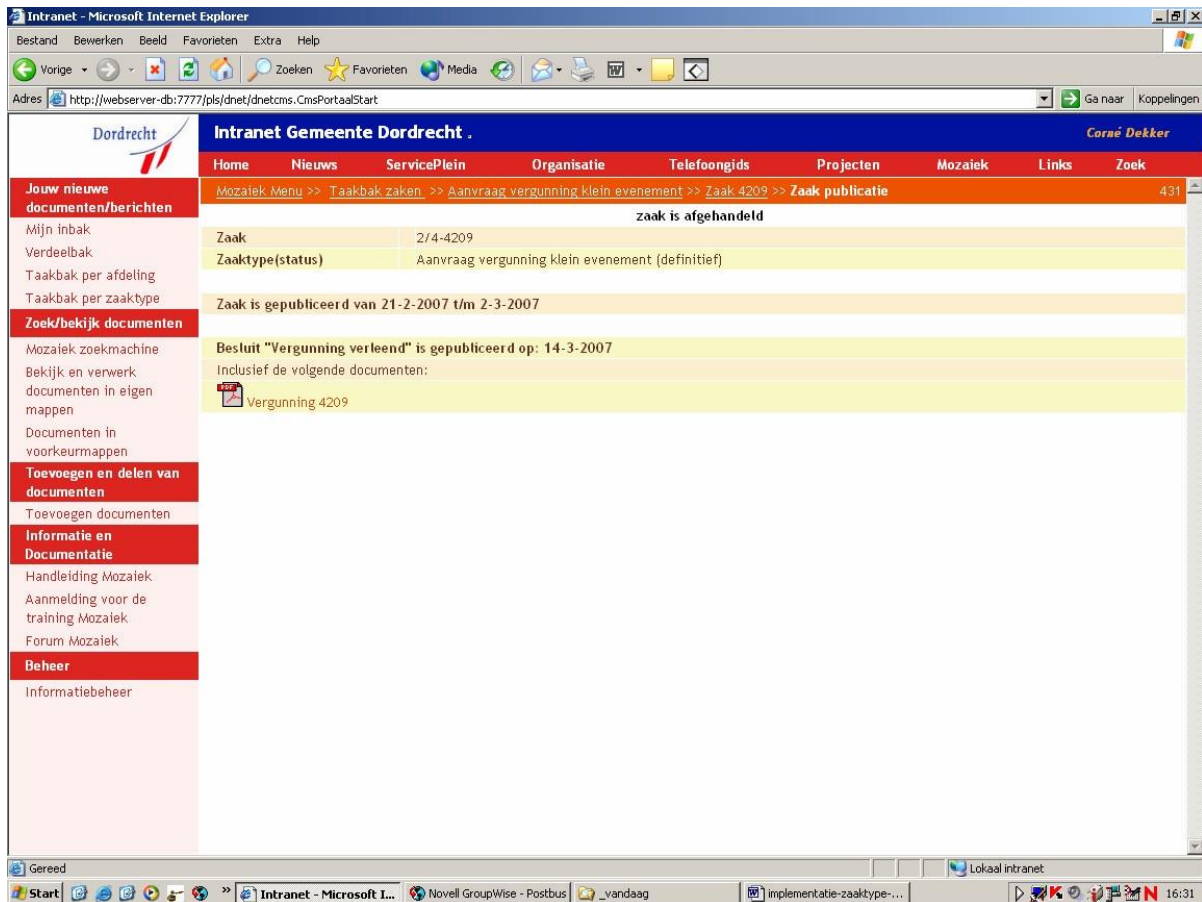 Intranet - Microsoft Internet Explorer
Bestand Bewerken Beeld Favorieten Extra Help
Vorige Zoeken Favorieten Media
Adres http://webserver-db:7777/pls/dnet/dnetcms.CmsPortaalStart Ga naar Koppelingen
Dordrecht
Intranet Gemeente Dordrecht . Corné Dekker
Home Nieuws ServicePlein Organisatie Telefoongids Projecten Mozaiek Links Zoek
Jouw nieuwe
documenten/berichten
Mijn inbak
Verdeelbak
Taakbak per afdeling
Taakbak per zaaktype
Zoek/bekijk documenten
Mozaiek zoekmachine
Bekijk en verwerk
documenten in eigen
mappen
Documenten in
voorkeurmappen
Toevoegen en delen van
documenten
Toevoegen documenten
Informatie en
Documentatie
Handleiding Mozaiek
Aanmelding voor de
training Mozaiek
Forum Mozaiek
Beheer
Informatiebeheer
Mozaiek Menu >> Taakbak zaken >> Aanvraag vergunning klein evenement >> Zaak 4209 >> Zaak publicatie 431
zaak is afgehandeld
Zaak 2/4-4209
Zaaktype(status) Aanvraag vergunning klein evenement (definitief)
Zaak is gepubliceerd van 21-2-2007 t/m 2-3-2007
Besluit "Vergunning verleend" is gepubliceerd op: 14-3-2007
Inclusief de volgende documenten:
PDF Vergunning 4209
Gereed Lokaal intranet
Start » Intranet - Microsoft I... Novell GroupWise - Postbus _vandaag implementatie-zaaktype-... 16:31